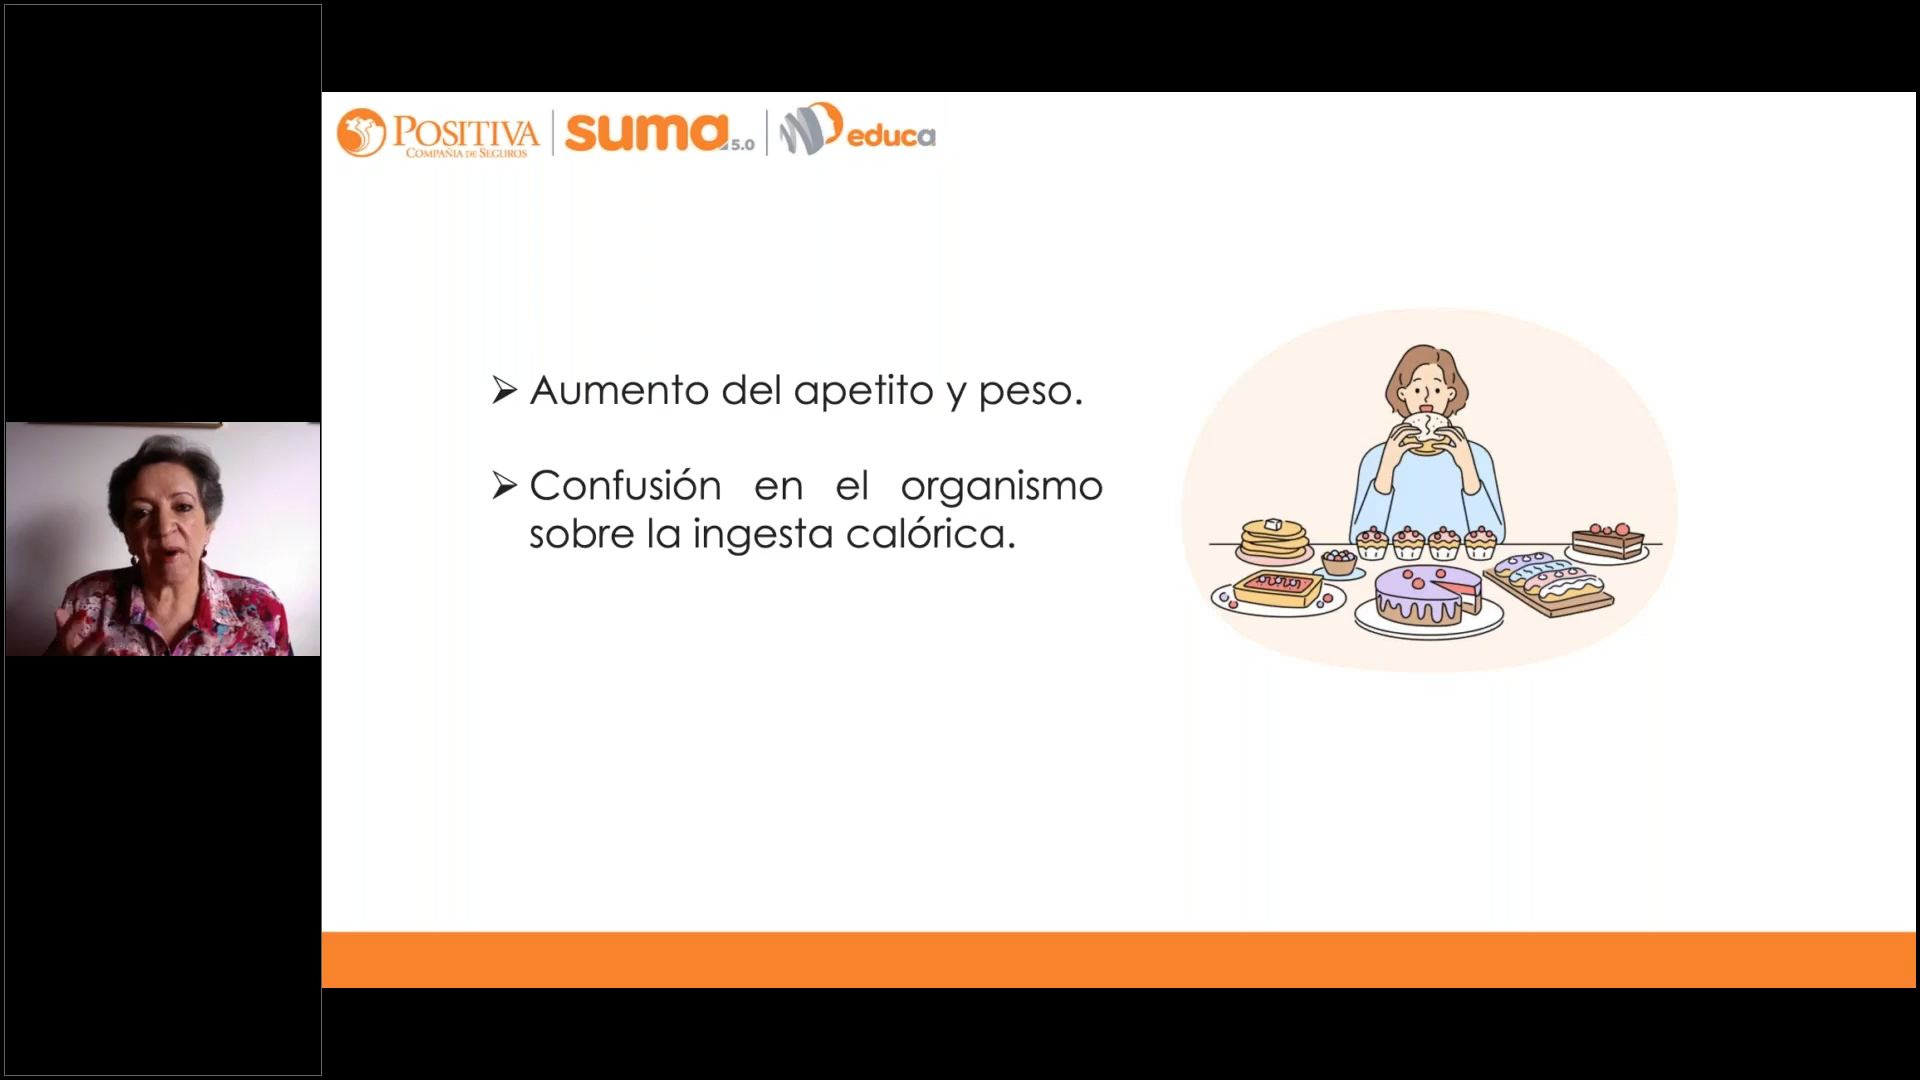 POSITIVA
COMPAÑIA DE SEGUROS
suma 5.0
educa
➢ Aumento del apetito y peso.
➢ Confusión en el organismo
sobre la ingesta calórica.